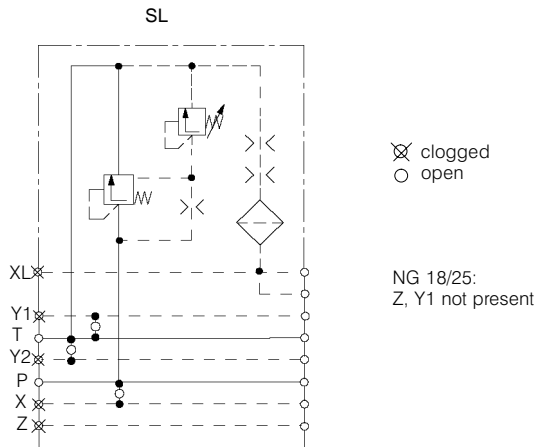 SL
clogged
open
NG 18/25:
Z, Y1 not present
XL
Y1
T
Y2
P
X
Z